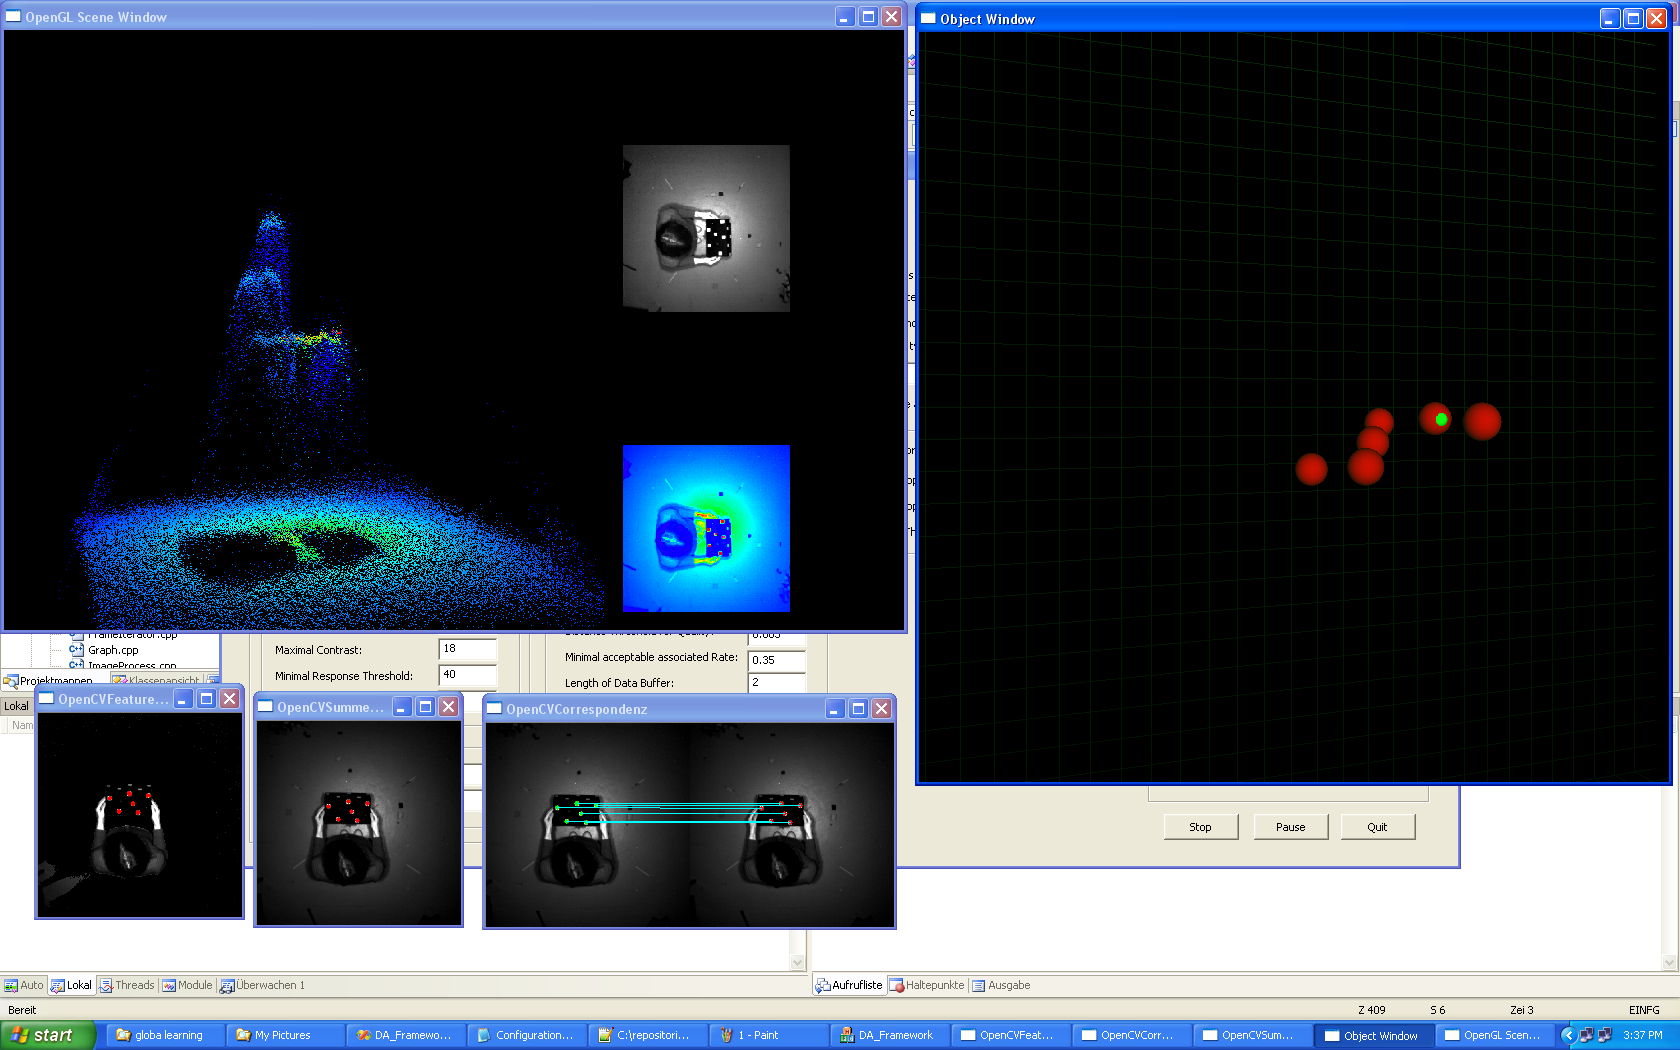 OpenGL Scene Window
Object Window
FrameIterator.cpp
Graph.cpp
ImageProcess.cpp
Projektmappen
Klassenansicht
Maximal Contrast:
18
Minimal Response Threshold:
40
Minimal acceptable associated Rate:
0.35
Length of Data Buffer:
2
Lokal
OpenCVFeature...
OpenCVSumme...
OpenCVCorrespondenz
Stop
Pause
Quit
Auto
Lokal
Threads
Module
Überwachen 1
Aufrufliste
Haltepunkte
Ausgabe
Bereit
Z 409
S 6
Zei 3
EINFG
start
globa learning
My Pictures
DA_Framewo...
Configuration...
C:\repositori...
1 - Paint
DA_Framework
OpenCVFeat...
OpenCVCorr...
OpenCVSum...
Object Window
OpenGL Scen...
3:37 PM